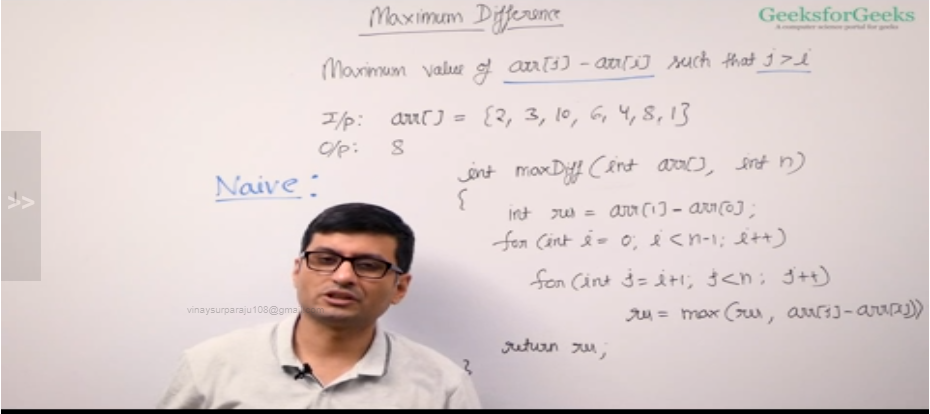 Maximum Difference
GeeksforGeeks
A computer science portal for geeks
Maximum value of arr[j] - arr[i] such that j > i
I/p: arr[] = {2, 3, 10, 6, 4, 8, 1}
O/p: 8
Naive:
int maxDiff(int arr[], int n)
{
int res = arr[1] - arr[0];
for (int i = 0; i < n-1; i++)
for (int j = i+1; j < n; j++)
res = max(res, arr[j] - arr[i])
return res;
}
>>
vinaysurparaju108@gma